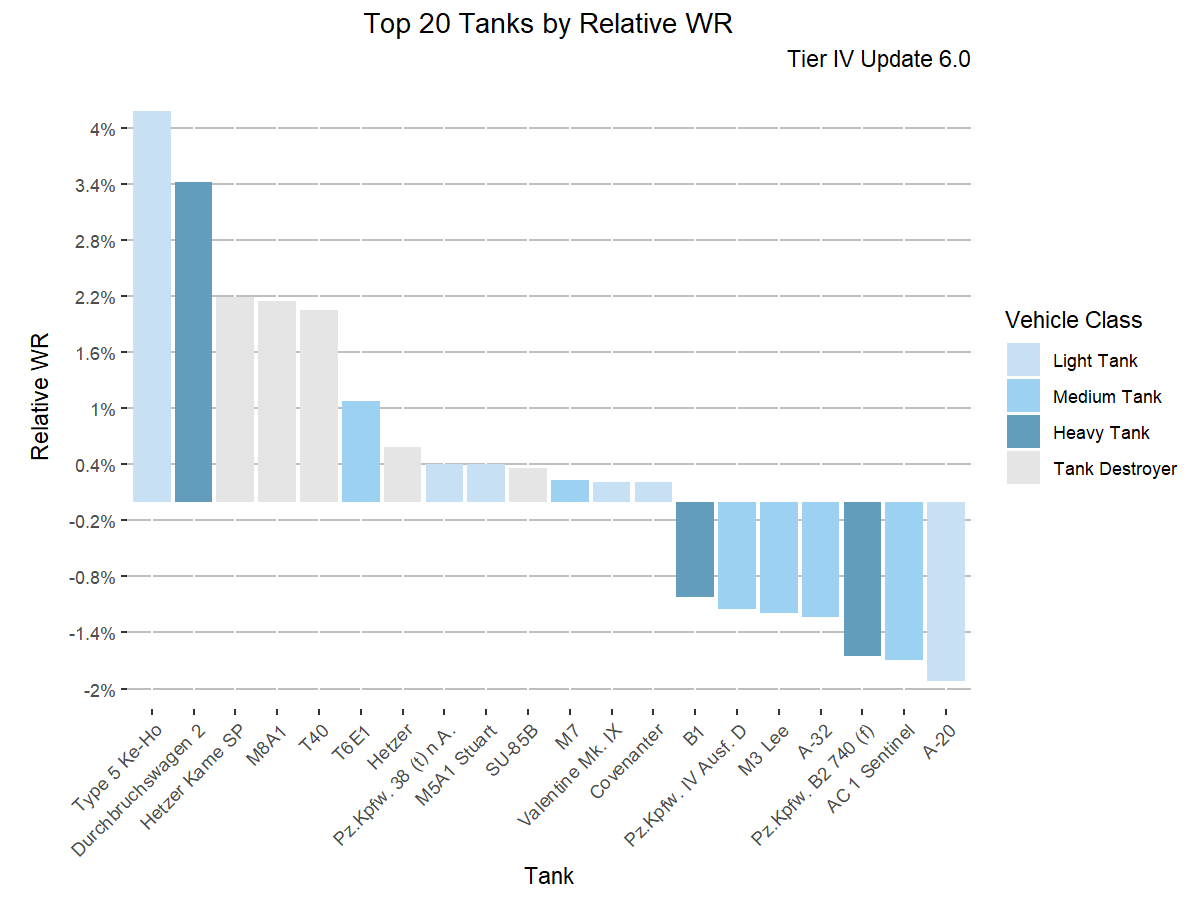 Top 20 Tanks by Relative WR
Tier IV Update 6.0
Relative WR
4%
3.4%
2.8%
2.2%
1.6%
1%
0.4%
-0.2%
-0.8%
-1.4%
-2%
Type 5 Ke-Ho
Durchbruchswagen 2
Hetzer Kame SP
M8A1
T40
T6E1
Hetzer
Pz.Kpfw. 38 (t) n A.
M5A1 Stuart
SU-85B
M7
Valentine Mk. IX
Covenanter
B1
Pz.Kpfw. IV Ausf. D
M3 Lee
A-32
Pz.Kpfw. B2 740 (f)
AC 1 Sentinel
A-20
Tank
Vehicle Class
Light Tank
Medium Tank
Heavy Tank
Tank Destroyer